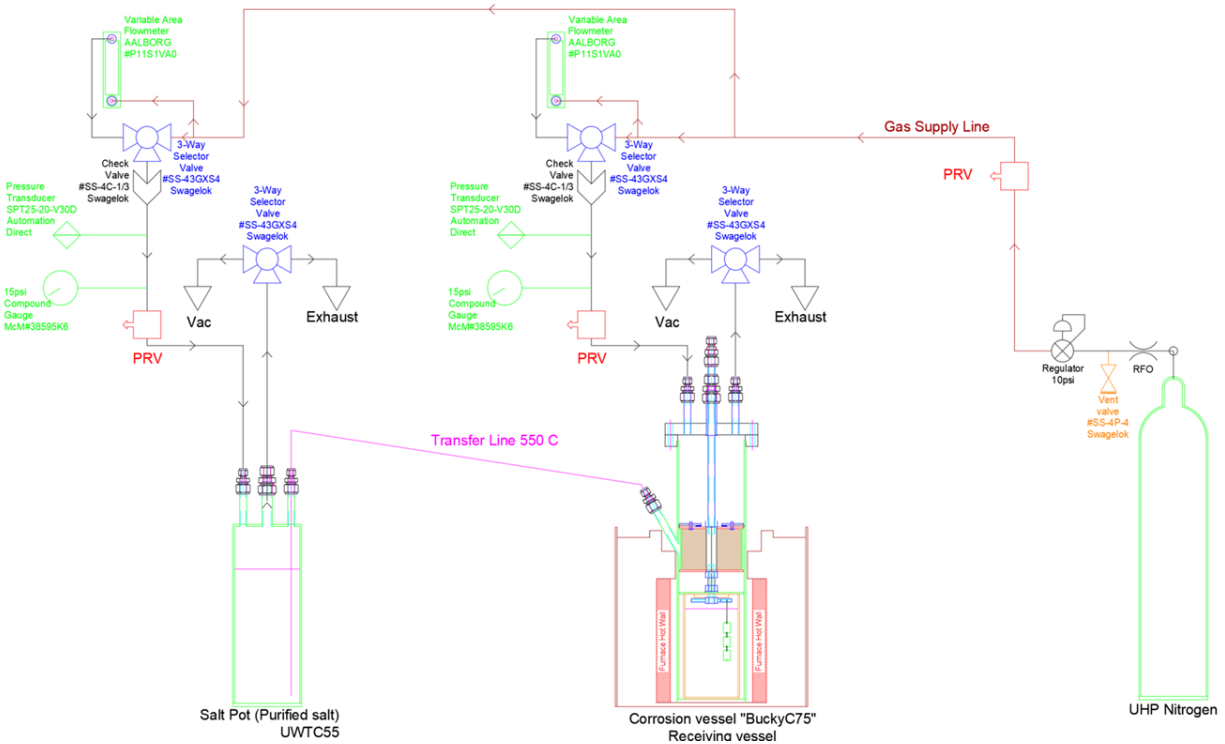 Variable Area
Flowmeter
AALBORG
#P11S1VA0
Variable Area
Flowmeter
AALBORG
#P11S1VA0
Gas Supply Line
3-Way
Selector
Valve
#SS-43GXS4
Swagelok
Check
Valve
#SS-4C-1/3
Swagelok
3-Way
Selector
Valve
#SS-43GXS4
Swagelok
Check
Valve
#SS-4C-1/3
Swagelok
PRV
Pressure
Transducer
SPT25-20-V30D
Automation
Direct
3-Way
Selector
Valve
#SS-43GXS4
Swagelok
Pressure
Transducer
SPT25-20-V30D
Automation
Direct
3-Way
Selector
Valve
#SS-43GXS4
Swagelok
15psi
Compound
Gauge
McM#38595K6
Vac
Exhaust
15psi
Compound
Gauge
McM#38595K6
Vac
Exhaust
PRV
PRV
Regulator
10psi
RFO
Vent
valve
#SS-4P-4
Swagelok
Transfer Line 550 C
Furnace Hot Wall
Furnace Hot Wall
Salt Pot (Purified salt)
UWTC55
Corrosion vessel "BuckyC75"
Receiving vessel
UHP Nitrogen